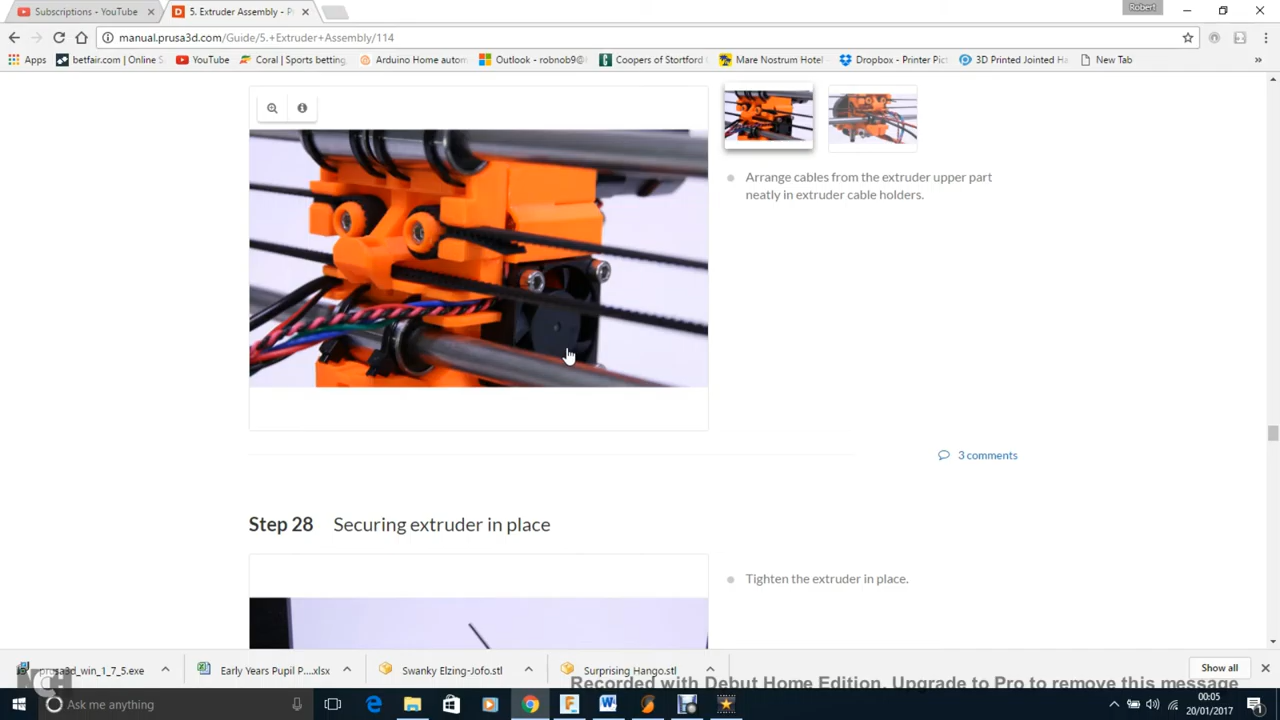 Robert
Subscriptions - YouTube
5. Extruder Assembly - P
manual.prusa3d.com/Guide/5.+Extruder+Assembly/114
Apps
betfair.com | Online S
YouTube
Coral | Sports betting
Arduino Home autom
Outlook - robnob9@
Coopers of Stortford
Mare Nostrum Hotel
Dropbox - Printer Pict
3D Printed Jointed Ha
New Tab
»
Arrange cables from the extruder upper part
neatly in extruder cable holders.
3 comments
Step 28 Securing extruder in place
Tighten the extruder in place.
prusa3d_win_1_7_5.exe
Early Years Pupil P....xlsx
Swanky Elzing-Jofo.stl
Surprising Hango.stl
Show all
Recorded with Debut Home Edition. Upgrade to Pro to remove this message
Ask me anything
00:05
20/01/2017